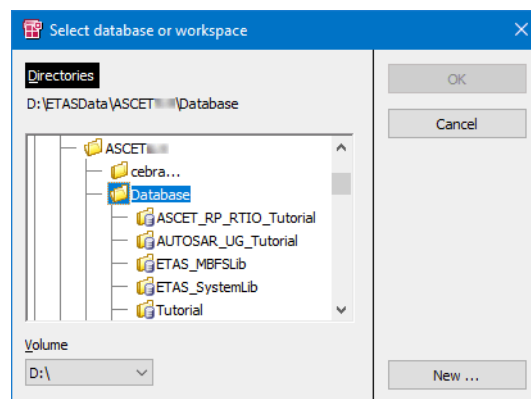 Select database or workspace
Directories
D:\ETASData\ASCET \Database
ASCET
cebra...
Database
ASCET_RP_RTIO_Tutorial
AUTOSAR_UG_Tutorial
ETAS_MBFSLib
ETAS_SystemLib
Tutorial
Volume
D:\
OK
Cancel
New ...